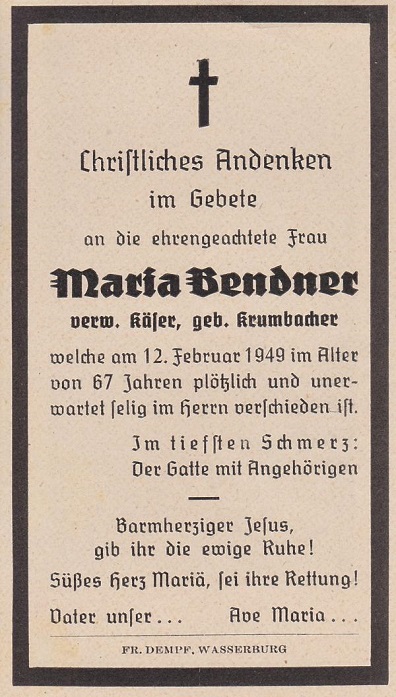 Christliches Andenken
im Gebete
an die ehrengeachtete Frau
Maria Bendner
verw. Käser, geb. Krumbacher
welche am 12. Februar 1949 im Alter
von 67 Jahren plötzlich und uner-
wartet selig im Herrn verschieden ist.
Im tiefsten Schmerz:
Der Gatte mit Angehörigen
Barmherziger Jesus,
gib ihr die ewige Ruhe!
Süßes Herz Mariä, sei ihre Rettung!
Vater unser... Ave Maria...
FR. DEMPF, WASSERBURG